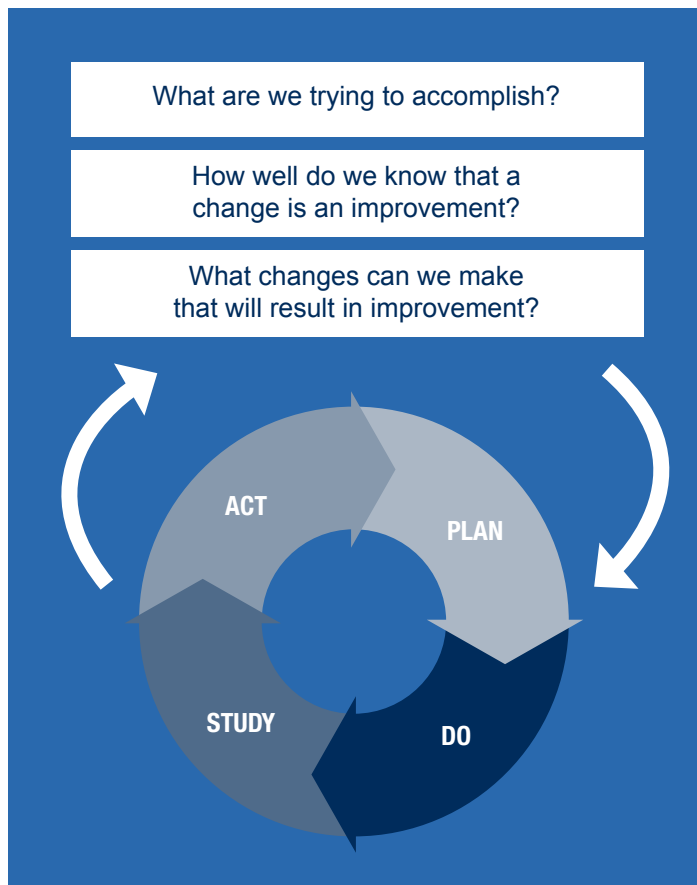 What are we trying to accomplish?
How well do we know that a
change is an improvement?
What changes can we make
that will result in improvement?
ACT
PLAN
STUDY
DO